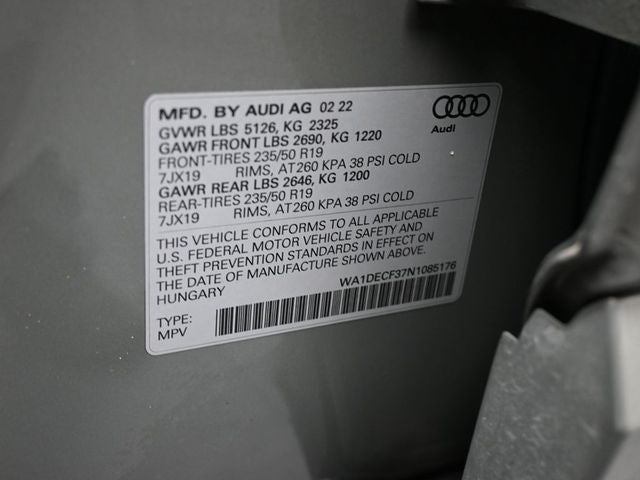 MFD. BY AUDI AG 02 22
GVWR LBS 5126, KG 2325
GAWR FRONT LBS 2690, KG 1220
FRONT-TIRES 235/50 R19
7JX19 RIMS, AT260 KPA 38 PSI COLD
GAWR REAR LBS 2646, KG 1200
REAR-TIRES 235/50 R19
7JX19 RIMS, AT260 KPA 38 PSI COLD
Audi
THIS VEHICLE CONFORMS TO ALL APPLICABLE
U.S. FEDERAL MOTOR VEHICLE SAFETY AND
THEFT PREVENTION STANDARDS IN EFFECT ON
THE DATE OF MANUFACTURE SHOWN ABOVE.
HUNGARY
WA1DECF37N1085176
TYPE:
MPV